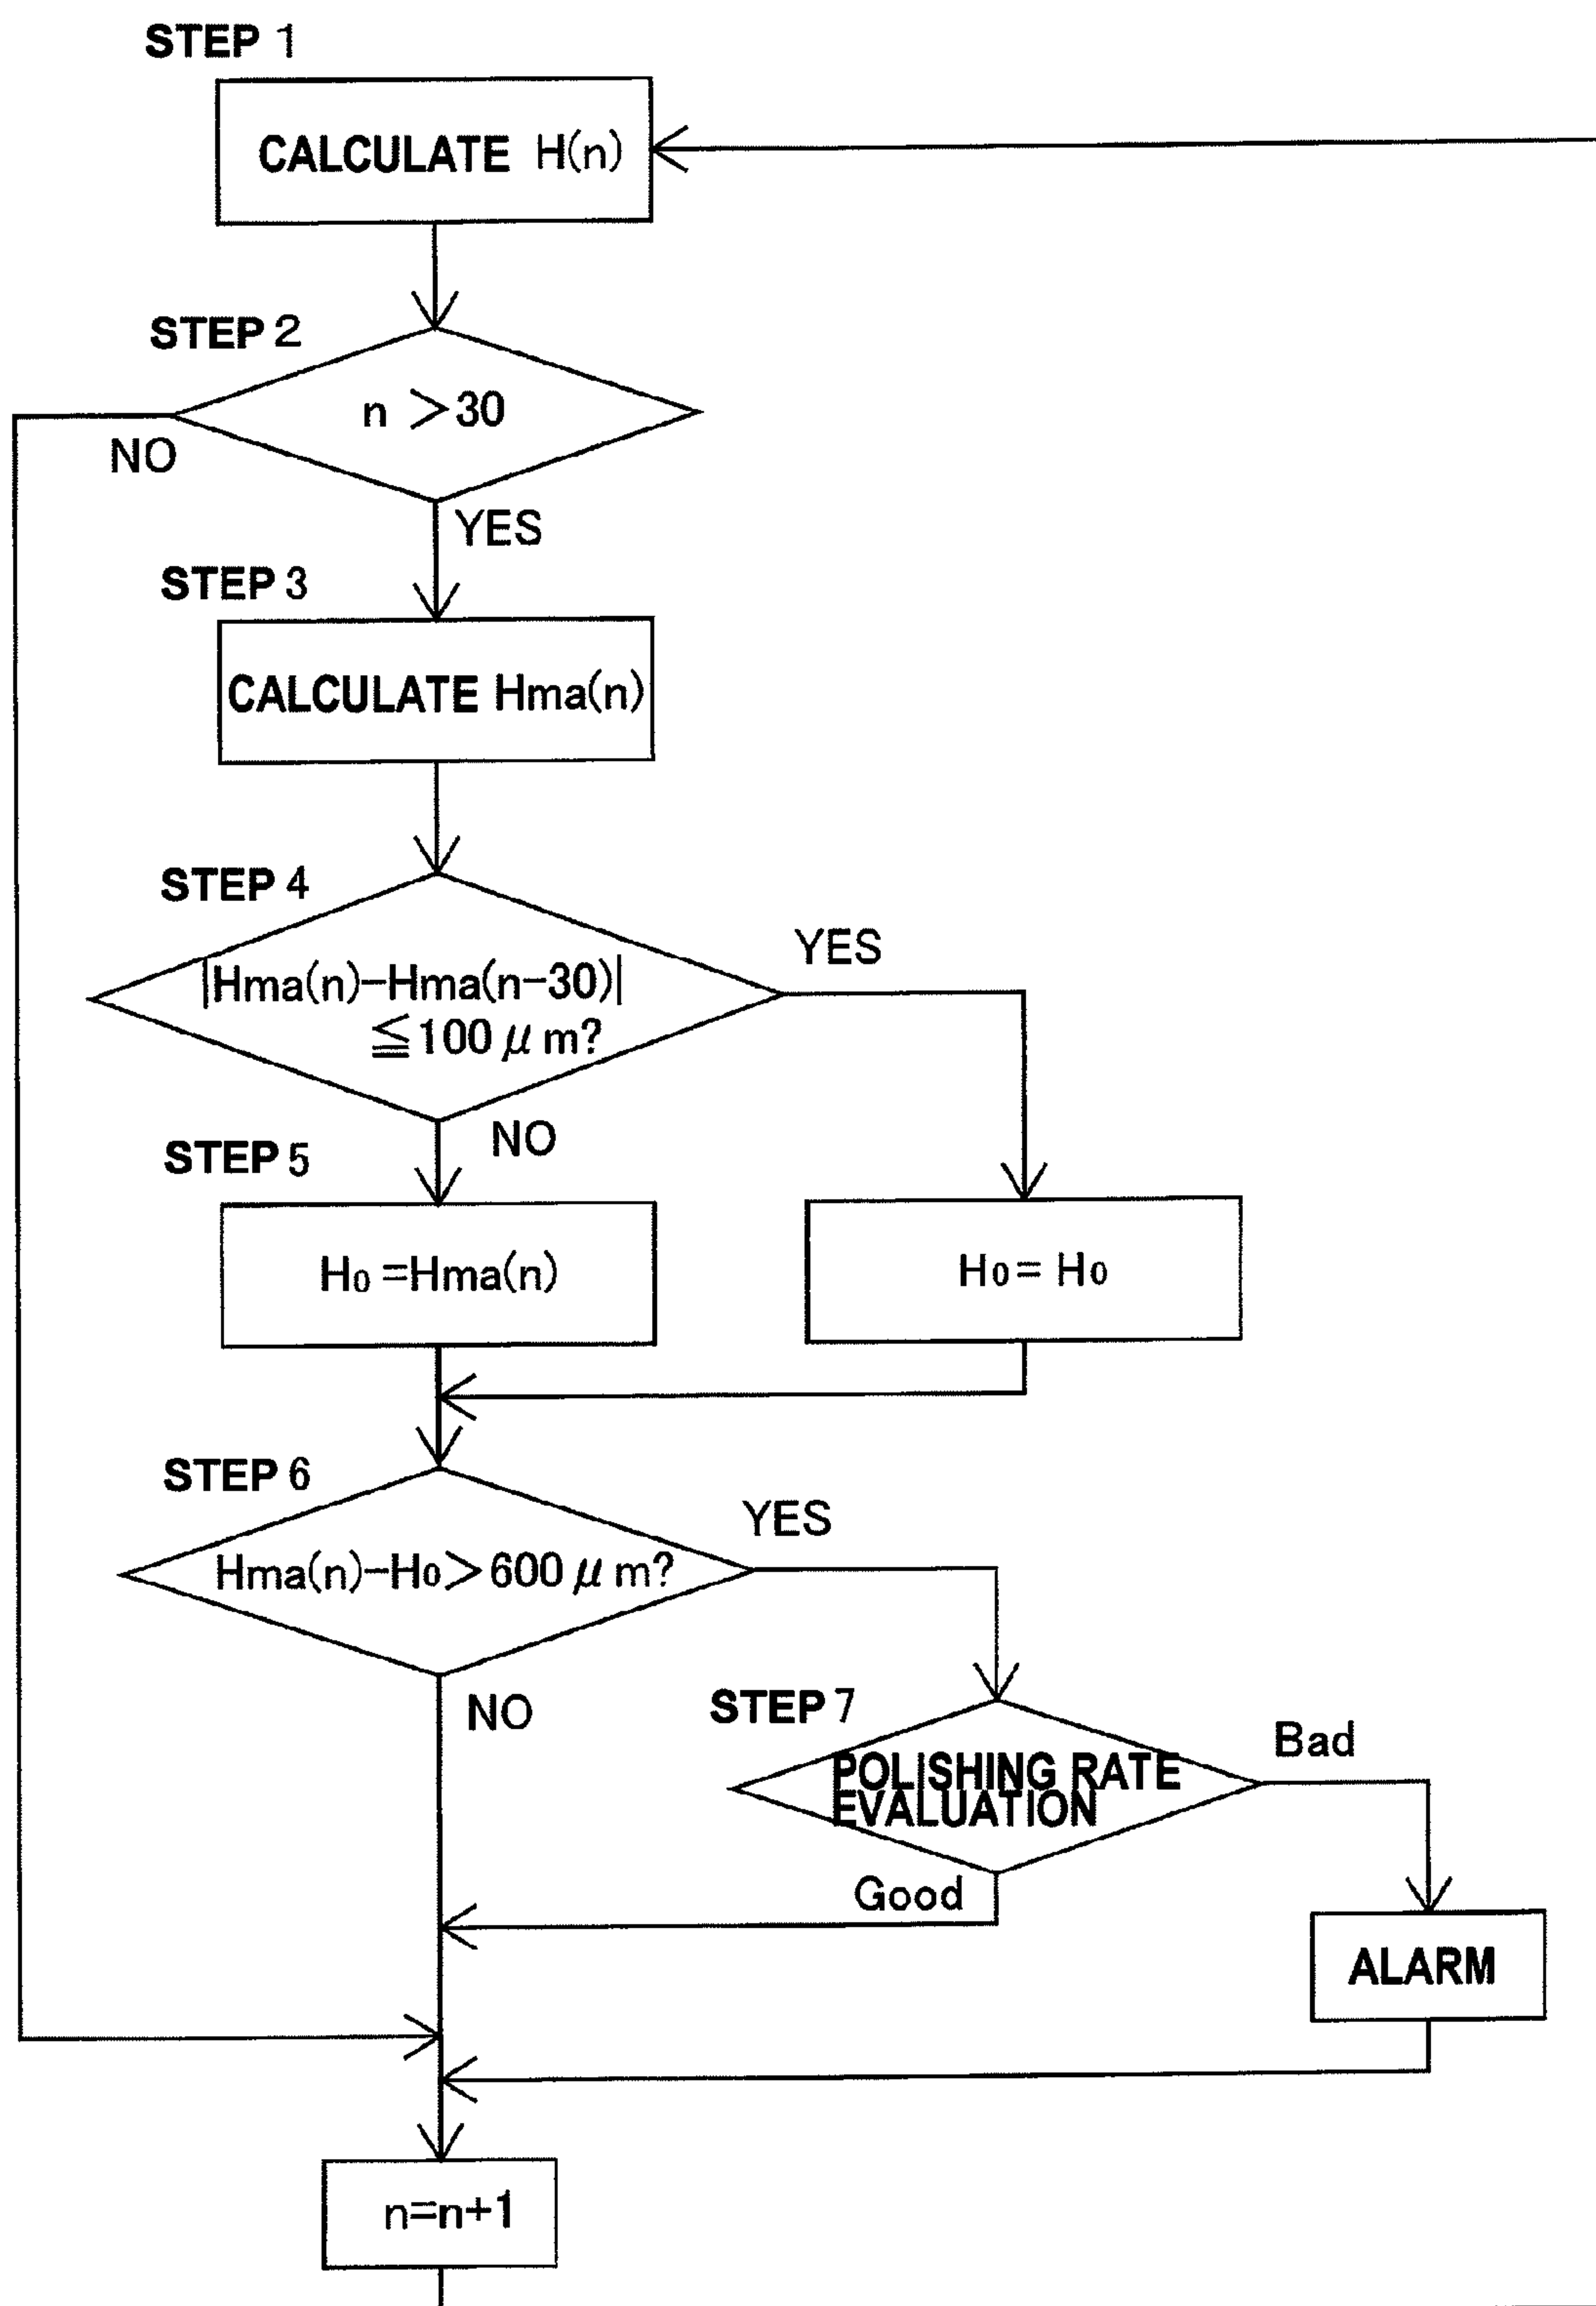 STEP 1
CALCULATE H(n)
STEP 2
n >30
NO
YES
STEP 3
CALCULATE Hma(n)
STEP 4
|Hma(n)-Hma(n-30)|
≦100 μm?
YES
NO
STEP 5
H₀ =Hma(n)
H₀= H₀
STEP 6
Hma(n)-H₀>600 μm?
YES
NO
STEP 7
POLISHING RATE
EVALUATION
Bad
Good
ALARM
n=n+1